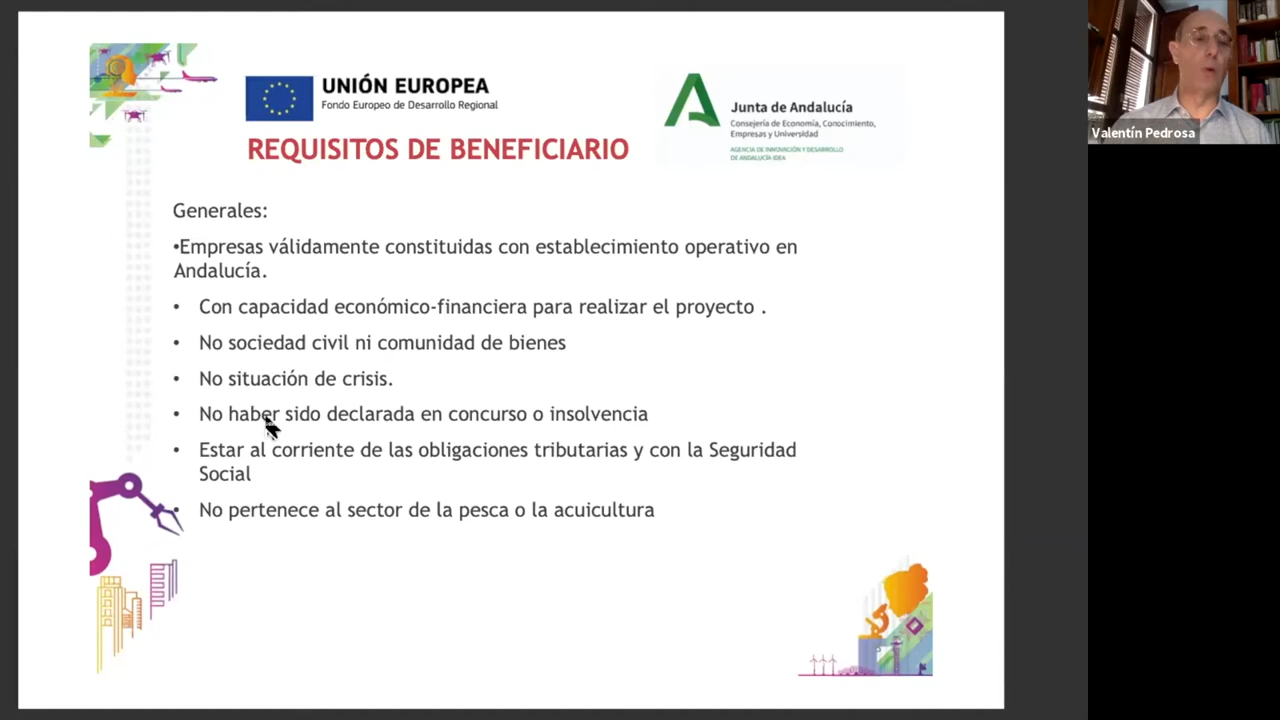 UNIÓN EUROPEA
Fondo Europeo de Desarrollo Regional
Junta de Andalucía
Consejería de Economía, Conocimiento,
Empresas y Universidad
AGENCIA DE INNOVACIÓN Y DESARROLLO
DE ANDALUCÍA IDEA
REQUISITOS DE BENEFICIARIO
Valentín Pedrosa
Generales:
•Empresas válidamente constituidas con establecimiento operativo en
Andalucía.
• Con capacidad económico-financiera para realizar el proyecto .
• No sociedad civil ni comunidad de bienes
• No situación de crisis.
• No haber sido declarada en concurso o insolvencia
• Estar al corriente de las obligaciones tributarias y con la Seguridad
Social
• No pertenece al sector de la pesca o la acuicultura